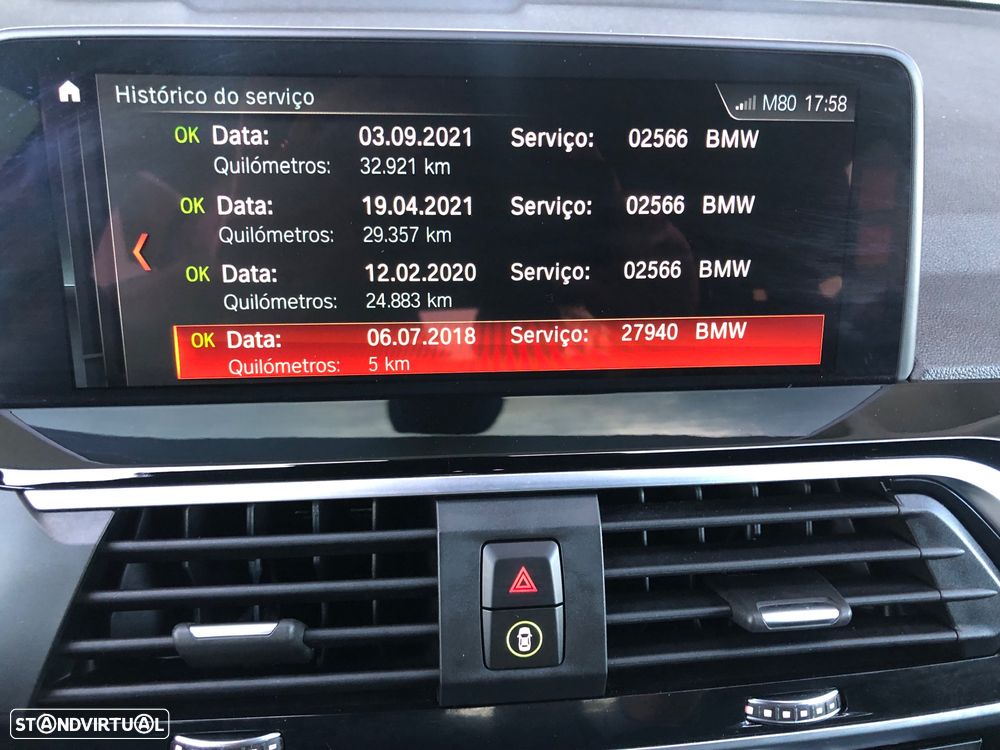 Histórico do serviço M80 17:58
OK Data: 03.09.2021 Serviço: 02566 BMW
Quilómetros: 32.921 km
OK Data: 19.04.2021 Serviço: 02566 BMW
Quilómetros: 29.357 km
OK Data: 12.02.2020 Serviço: 02566 BMW
Quilómetros: 24.883 km
OK Data: 06.07.2018 Serviço: 27940 BMW
Quilómetros: 5 km
STANDVIRTUAL